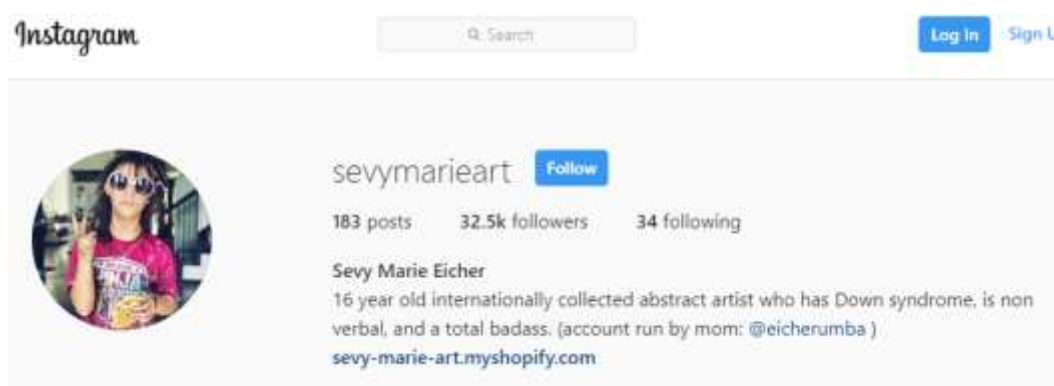 Instagram
Search
Log In
Sign U
sevymarieart Follow
183 posts 32.5k followers 34 following
Sevy Marie Eicher
16 year old internationally collected abstract artist who has Down syndrome, is non
verbal, and a total badass. (account run by mom: @eicherumba )
sevy-marie-art.myshopify.com